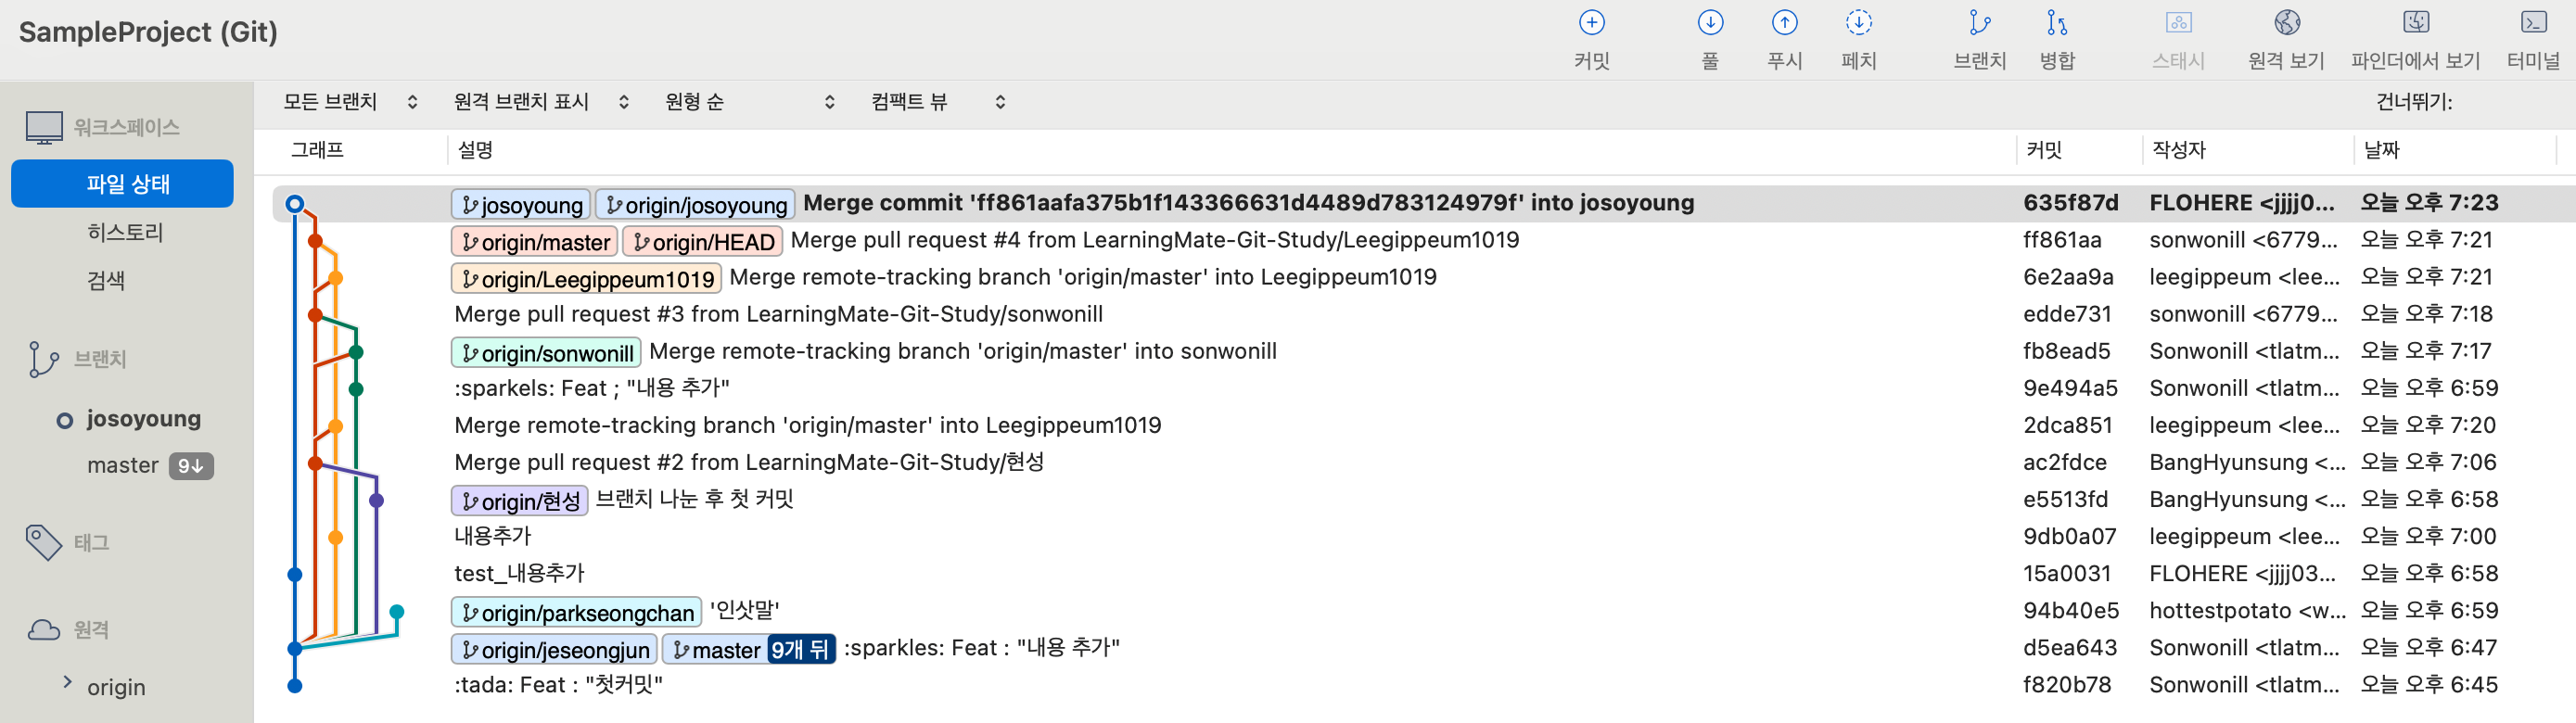 SampleProject (Git)
커밋 풀 푸시 페치 브랜치 병합 스태시 원격 보기 파인더에서 보기 터미널
워크스페이스
파일 상태
히스토리
검색
브랜치
josoyoung
master 9↓
태그
원격
origin
모든 브랜치 원격 브랜치 표시 원형 순 컴팩트 뷰 건너뛰기:
그래프 설명 커밋 작성자 날짜
josoyoung origin/josoyoung Merge commit 'ff861aafa375b1f143366631d4489d783124979f' into josoyoung 635f87d FLOHERE <jjjj0... 오늘 오후 7:23
origin/master origin/HEAD Merge pull request #4 from LearningMate-Git-Study/Leegippeum1019 ff861aa sonwonill <6779... 오늘 오후 7:21
origin/Leegippeum1019 Merge remote-tracking branch 'origin/master' into Leegippeum1019 6e2aa9a leegippeum <lee... 오늘 오후 7:21
Merge pull request #3 from LearningMate-Git-Study/sonwonill edde731 sonwonill <6779... 오늘 오후 7:18
origin/sonwonill Merge remote-tracking branch 'origin/master' into sonwonill fb8ead5 Sonwonill <tlatm... 오늘 오후 7:17
:sparkels: Feat ; "내용 추가" 9e494a5 Sonwonill <tlatm... 오늘 오후 6:59
Merge remote-tracking branch 'origin/master' into Leegippeum1019 2dca851 leegippeum <lee... 오늘 오후 7:20
Merge pull request #2 from LearningMate-Git-Study/현성 ac2fdce BangHyunsung <... 오늘 오후 7:06
origin/현성 브랜치 나눈 후 첫 커밋 e5513fd BangHyunsung <... 오늘 오후 6:58
내용추가 9db0a07 leegippeum <lee... 오늘 오후 7:00
test_내용추가 15a0031 FLOHERE <jjjj03... 오늘 오후 6:58
origin/parkseongchan '인삿말' 94b40e5 hottestpotato <w... 오늘 오후 6:59
origin/jeseongjun master 9개 뒤 :sparkles: Feat : "내용 추가" d5ea643 Sonwonill <tlatm... 오늘 오후 6:47
:tada: Feat : "첫커밋" f820b78 Sonwonill <tlatm... 오늘 오후 6:45